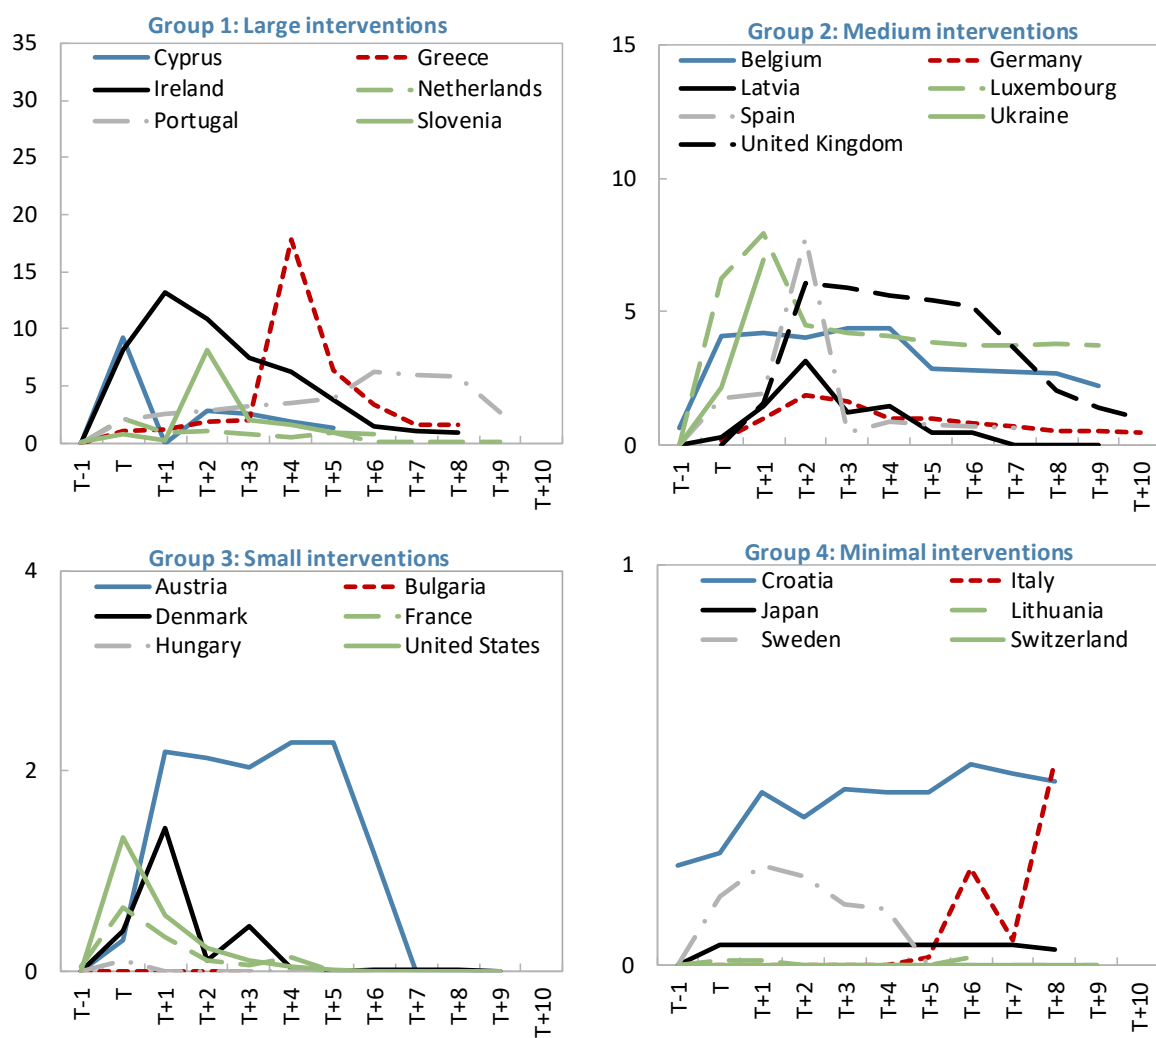 Group 1: Large interventions
35
30
25
20
15
10
5
0
Cyprus Greece
Ireland Netherlands
Portugal Slovenia
T-1 T T+1 T+2 T+3 T+4 T+5 T+6 T+7 T+8 T+9 T+10
Group 2: Medium interventions
15
10
5
0
Belgium Germany
Latvia Luxembourg
Spain Ukraine
United Kingdom
T-1 T T+1 T+2 T+3 T+4 T+5 T+6 T+7 T+8 T+9 T+10
Group 3: Small interventions
4
2
0
Austria Bulgaria
Denmark France
Hungary United States
T-1 T T+1 T+2 T+3 T+4 T+5 T+6 T+7 T+8 T+9 T+10
Group 4: Minimal interventions
1
0
Croatia Italy
Japan Lithuania
Sweden Switzerland
T-1 T T+1 T+2 T+3 T+4 T+5 T+6 T+7 T+8 T+9 T+10